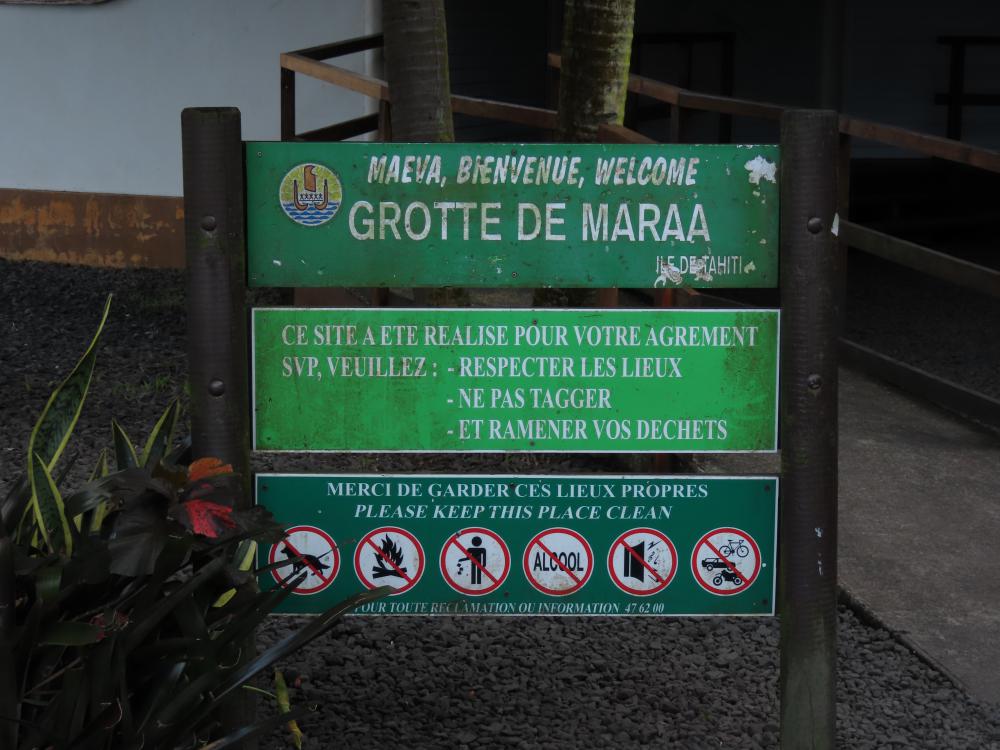 MAEVA, BIENVENUE, WELCOME
GROTTE DE MARAA
ILE DE TAHITI
CE SITE A ETE REALISE POUR VOTRE AGREMENT
SVP, VEUILLEZ : - RESPECTER LES LIEUX
- NE PAS TAGGER
- ET RAMENER VOS DECHETS
MERCI DE GARDER CES LIEUX PROPRES
PLEASE KEEP THIS PLACE CLEAN
ALCOOL
POUR TOUTE RECLAMATION OU INFORMATION 47 62 00